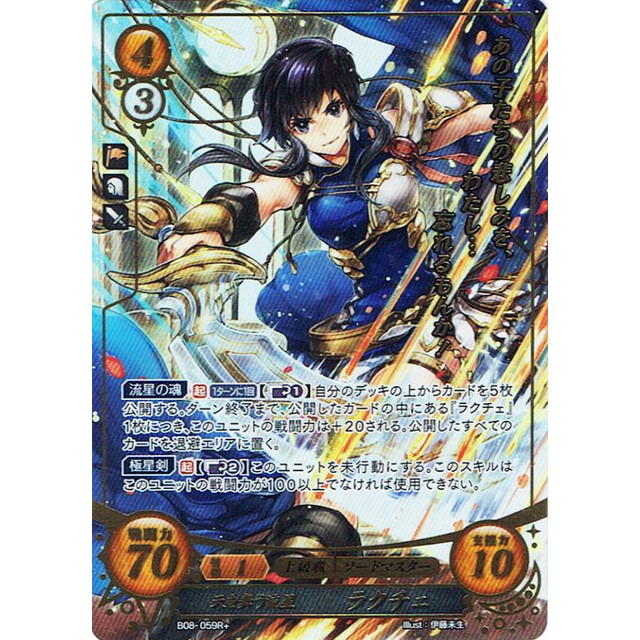 4
3
あの子たちの悲しみを、
わたし…
忘れるもんか!
流星の魂 起 1ターンに1回【1】自分のデッキの上からカードを5枚
公開する。ターン終了まで、公開したカードの中にある『ラクチェ』
1枚につき、このユニットの戦闘力は+20される。公開したすべての
カードを退避エリアに置く。
極星剣 起【2】このユニットを未行動にする。このスキルは
このユニットの戦闘力が100以上でなければ使用できない。
戦闘力
70
射程 1 上級職 ソードマスター
ラクチェ
支援力
10
B08-059R+
Illust:伊藤未生